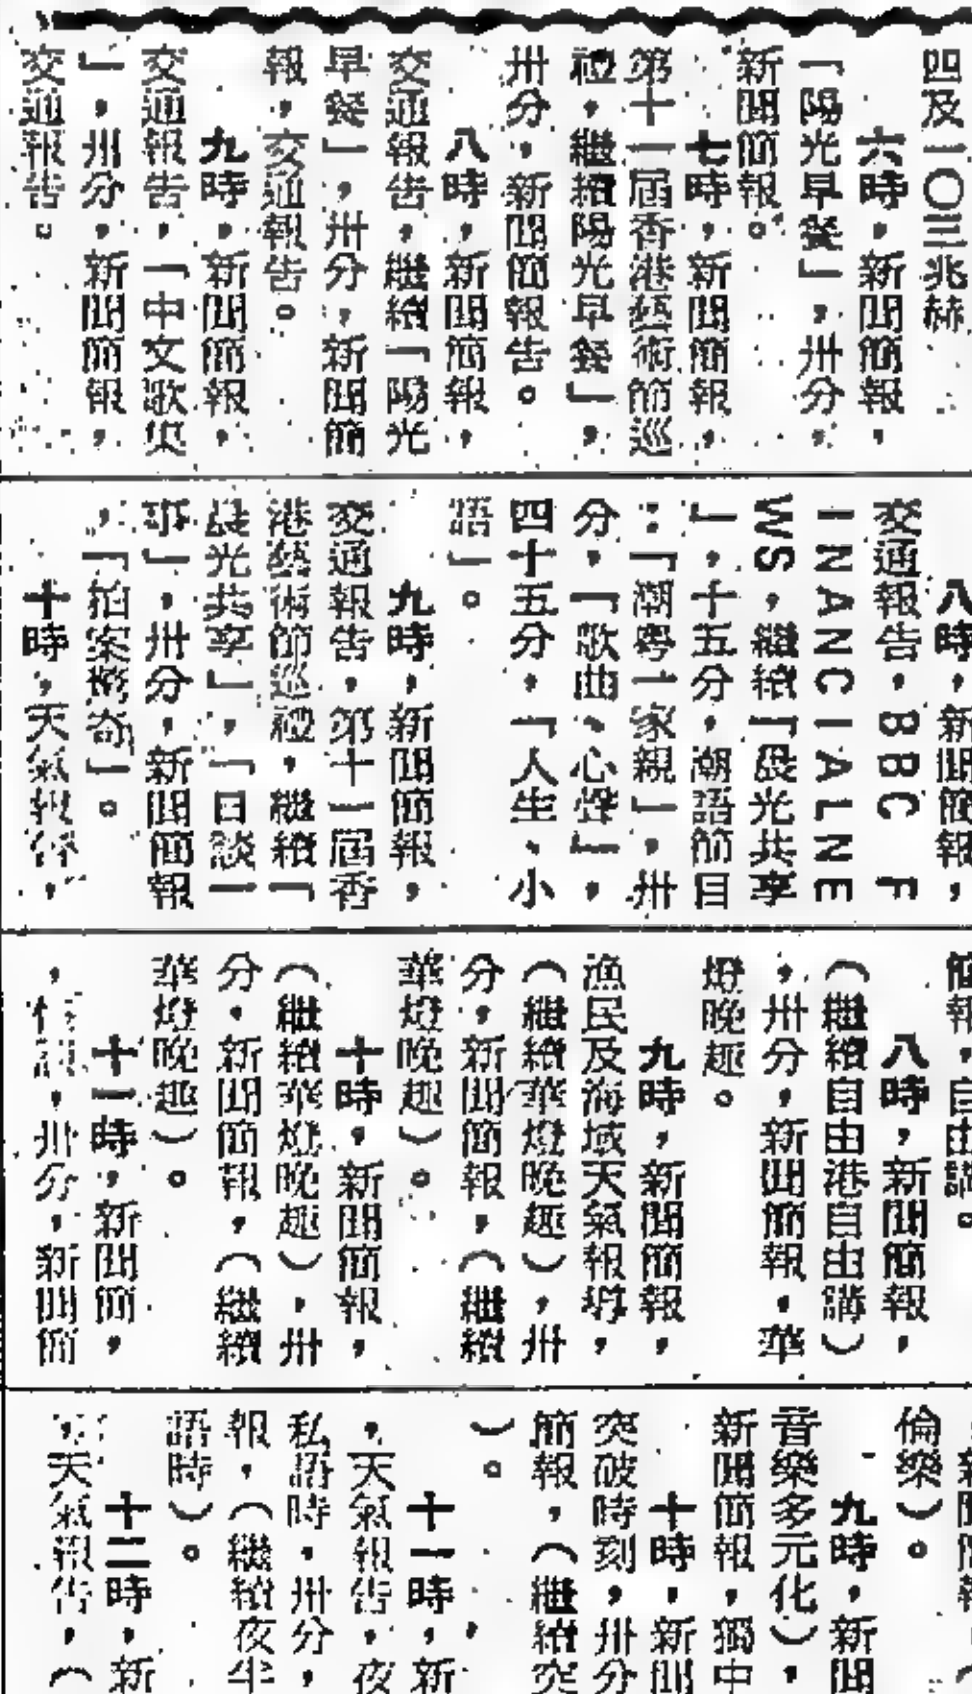 四及一〇三兆赫
六時，新聞簡報，
「陽光早餐」，卅分，
新聞簡報。
七時，新聞簡報，
第十一屆香港藝術節巡
禮，繼續陽光早餐」，
卅分，新聞簡報告。
八時，新聞簡報，
交通報告，繼續「陽光
早餐」，卅分，新聞簡
報，交通報告。
九時，新聞簡報，
交通報告，「中文歌集
」，卅分，新聞簡報，
交通報告。
八時，新聞簡報，
交通報告，BBC F
INANCIALNE
WS，繼續「晨光共享
」，十五分，潮語節目
：「潮粵一家親」，卅
分，「歌曲、心聲」，
四十五分，「人生、小
語」。
九時，新聞簡報，
交通報告，第十一屆香
港藝術節巡禮，繼續「
晨光共享」，「日談一
事」，卅分，新聞簡報
，「拍案驚奇」。
十時，天氣報告，
簡報，自由講。
八時，新聞簡報，
（繼續自由港自由講）
，卅分，新聞簡報，華
燈晚趣。
九時，新聞簡報，
漁民及海域天氣報導，
（繼續華燈晚趣），卅
分，新聞簡報，（繼續
華燈晚趣）。
十時，新聞簡報，
（繼續華燈晚趣），卅
分，新聞簡報，（繼續
華燈晚趣）。
十一時，新聞簡，
，卅分，新聞簡
倫樂）。
九時，新聞
音樂多元化），
新聞簡報，獨中
十時，新聞
突破時刻，卅分
簡報，（繼續突
）。
十一時，新
，天氣報告，夜
私語時，卅分，
報，（繼續夜半
語時）。
十二時，新
，天氣報告，（